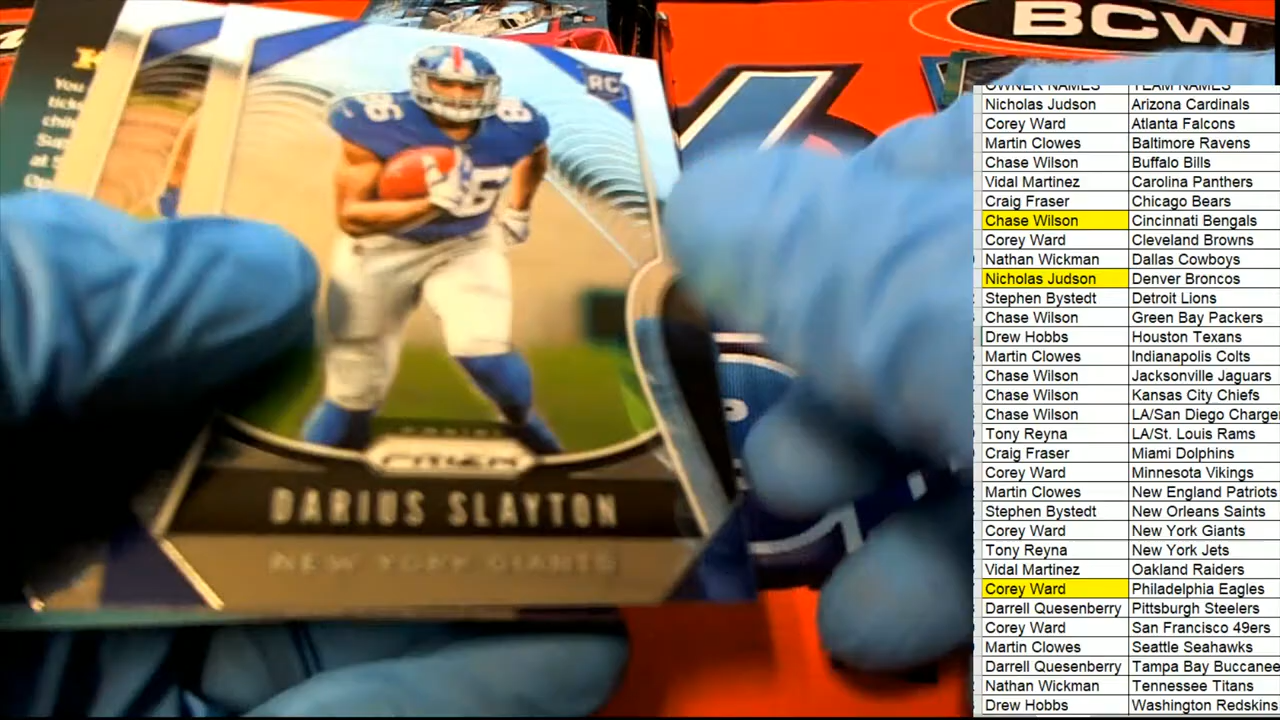 BCW
You
RC
86
86
PRIZM
DARIUS SLAYTON
NEW YORK GIANTS
OWNER NAMES TEAM NAMES
Nicholas Judson Arizona Cardinals
Corey Ward Atlanta Falcons
Martin Clowes Baltimore Ravens
Chase Wilson Buffalo Bills
Vidal Martinez Carolina Panthers
Craig Fraser Chicago Bears
Chase Wilson Cincinnati Bengals
Corey Ward Cleveland Browns
Nathan Wickman Dallas Cowboys
Nicholas Judson Denver Broncos
Stephen Bystedt Detroit Lions
Chase Wilson Green Bay Packers
Drew Hobbs Houston Texans
Martin Clowes Indianapolis Colts
Chase Wilson Jacksonville Jaguars
Chase Wilson Kansas City Chiefs
Chase Wilson LA/San Diego Charge
Tony Reyna LA/St. Louis Rams
Craig Fraser Miami Dolphins
Corey Ward Minnesota Vikings
Martin Clowes New England Patriots
Stephen Bystedt New Orleans Saints
Corey Ward New York Giants
Tony Reyna New York Jets
Vidal Martinez Oakland Raiders
Corey Ward Philadelphia Eagles
Darrell Quesenberry Pittsburgh Steelers
Corey Ward San Francisco 49ers
Martin Clowes Seattle Seahawks
Darrell Quesenberry Tampa Bay Buccanee
Nathan Wickman Tennessee Titans
Drew Hobbs Washington Redskins